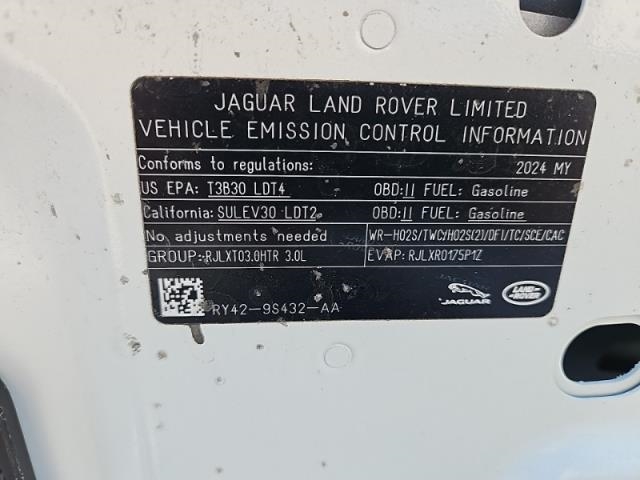 JAGUAR LAND ROVER LIMITED
VEHICLE EMISSION CONTROL INFORMATION
Conforms to regulations: 2024 MY
US EPA: T3B30 LDT4 OBD:II FUEL: Gasoline
California: SULEV30 LDT2 OBD:II FUEL: Gasoline
No adjustments needed WR-HO2S/TWC/HO2S(2)/DFI/TC/SCE/CAC
GROUP: RJLXT03.0HTR 3.0L EVAP: RJLXR0175P1Z
RY42-9S432-AA
JAGUAR
LAND-ROVER